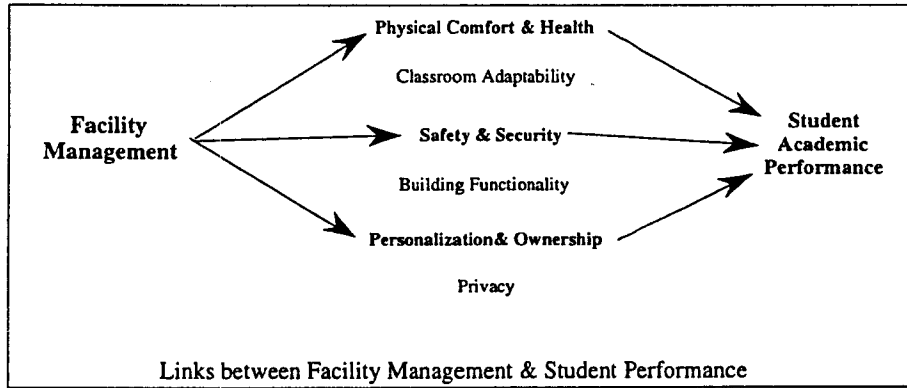 Physical Comfort & Health
Classroom Adaptability
Facility
Management
Safety & Security
Student
Academic
Performance
Building Functionality
Personalization& Ownership
Privacy
Links between Facility Management & Student Performance